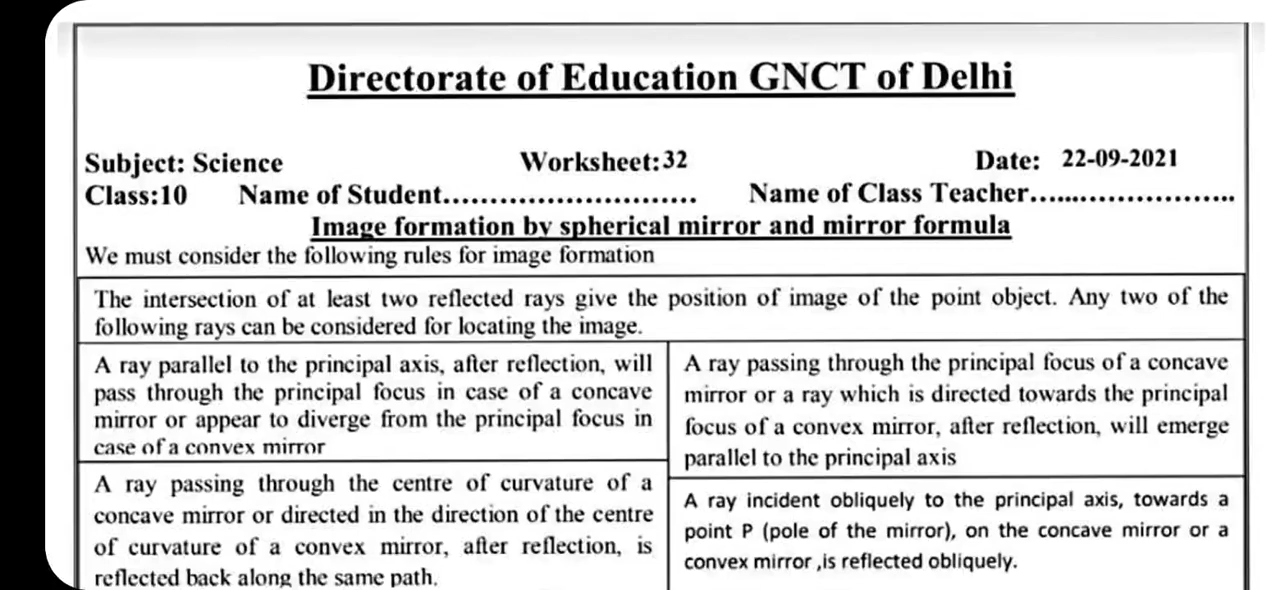 Directorate of Education GNCT of Delhi
Subject: Science Worksheet:32 Date: 22-09-2021
Class:10 Name of Student............................ Name of Class Teacher........................
Image formation by spherical mirror and mirror formula
We must consider the following rules for image formation
The intersection of at least two reflected rays give the position of image of the point object. Any two of the
following rays can be considered for locating the image.
A ray parallel to the principal axis, after reflection, will
pass through the principal focus in case of a concave
mirror or appear to diverge from the principal focus in
case of a convex mirror
A ray passing through the principal focus of a concave
mirror or a ray which is directed towards the principal
focus of a convex mirror, after reflection, will emerge
parallel to the principal axis
A ray passing through the centre of curvature of a
concave mirror or directed in the direction of the centre
of curvature of a convex mirror, after reflection, is
reflected back along the same path.
A ray incident obliquely to the principal axis, towards a
point P (pole of the mirror), on the concave mirror or a
convex mirror ,is reflected obliquely.